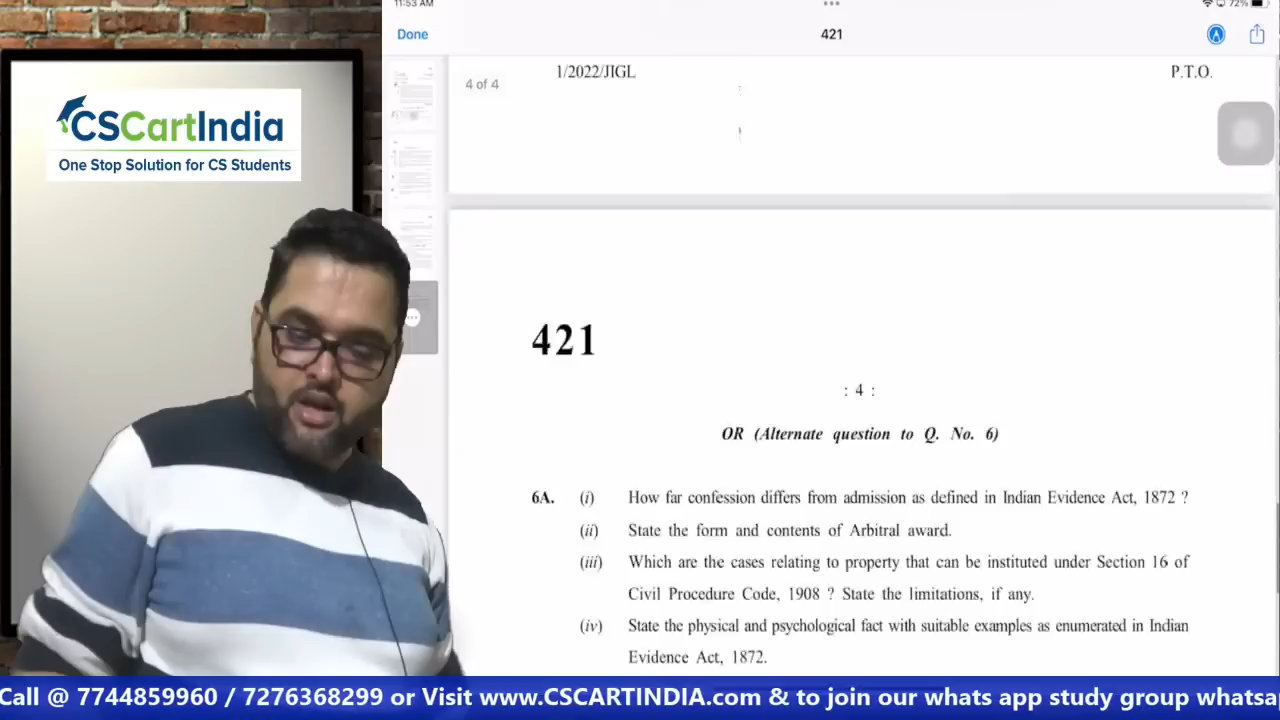 11:53 AM
72%
Done
421
1/2022/JIGL
P.T.O.
4 of 4
CSCartIndia
One Stop Solution for CS Students
421
: 4 :
OR (Alternate question to Q. No. 6)
6A. (i) How far confession differs from admission as defined in Indian Evidence Act, 1872 ?
(ii) State the form and contents of Arbitral award.
(iii) Which are the cases relating to property that can be instituted under Section 16 of
Civil Procedure Code, 1908 ? State the limitations, if any.
(iv) State the physical and psychological fact with suitable examples as enumerated in Indian
Evidence Act, 1872.
Call @ 7744859960 / 7276368299 or Visit www.CSCARTINDIA.com & to join our whats app study group whatsa